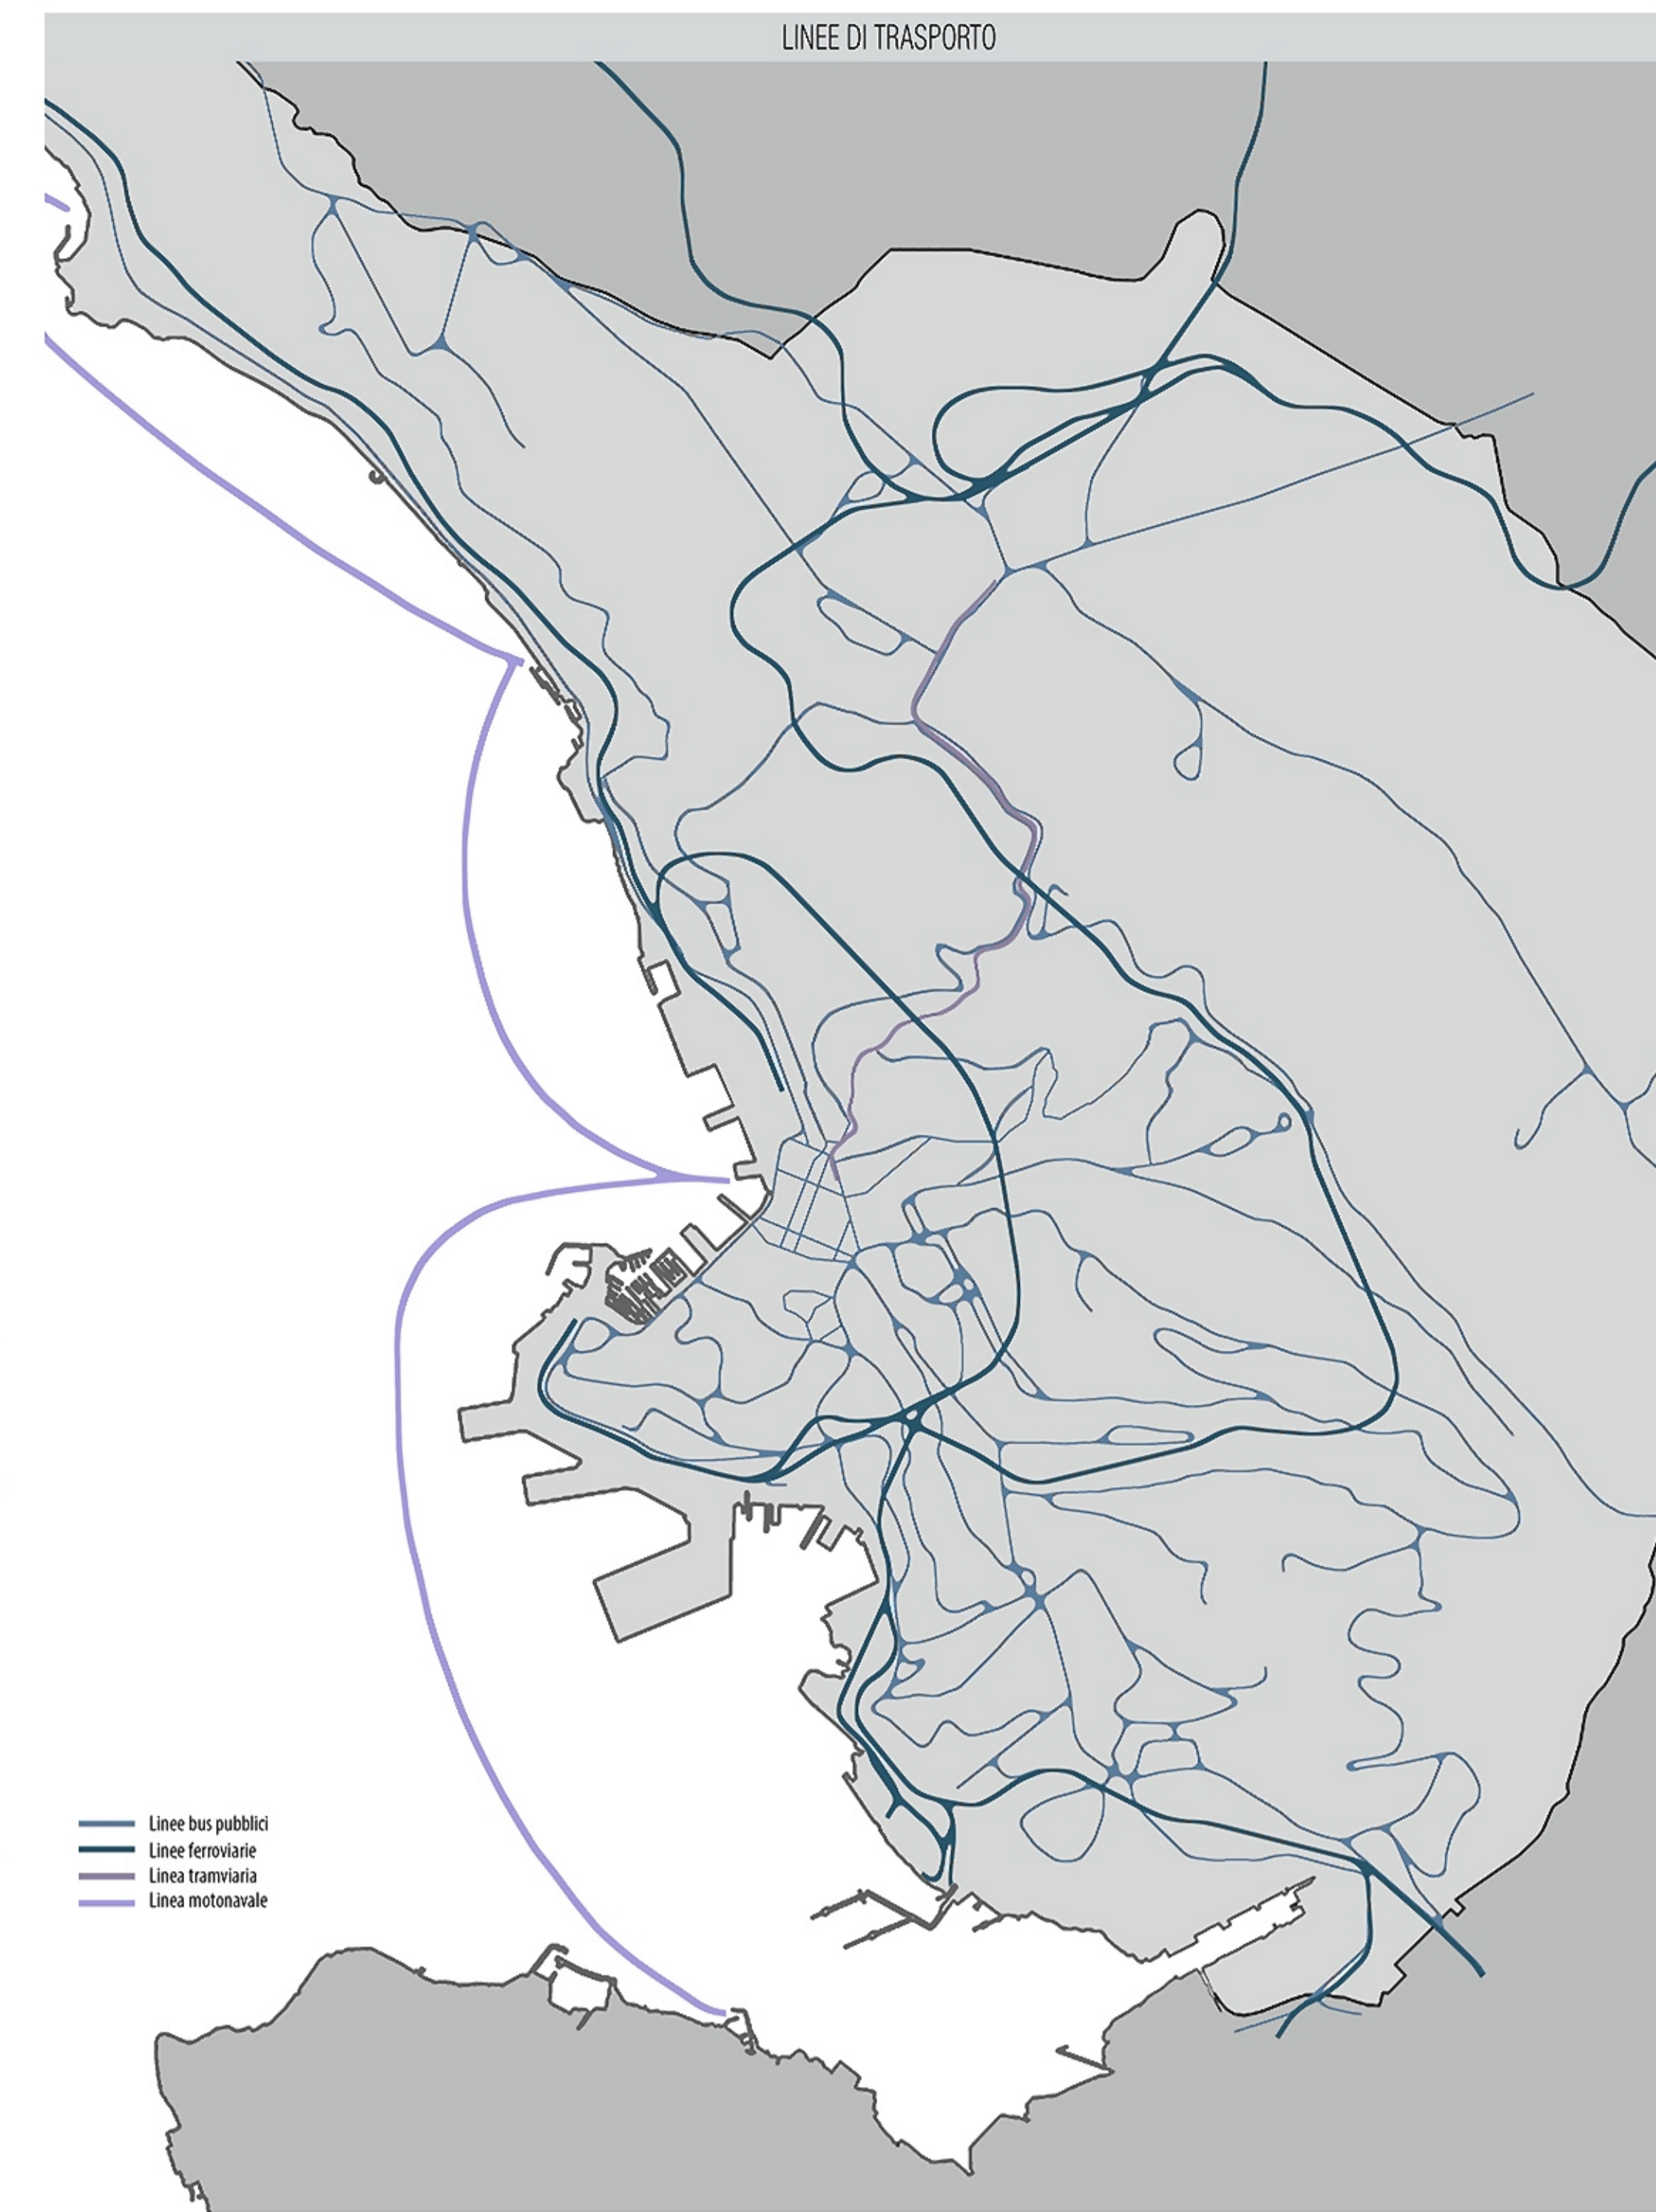 LINEE DI TRASPORTO
Linee bus pubblici
Linee ferroviarie
Linea tramviaria
Linea motonavale